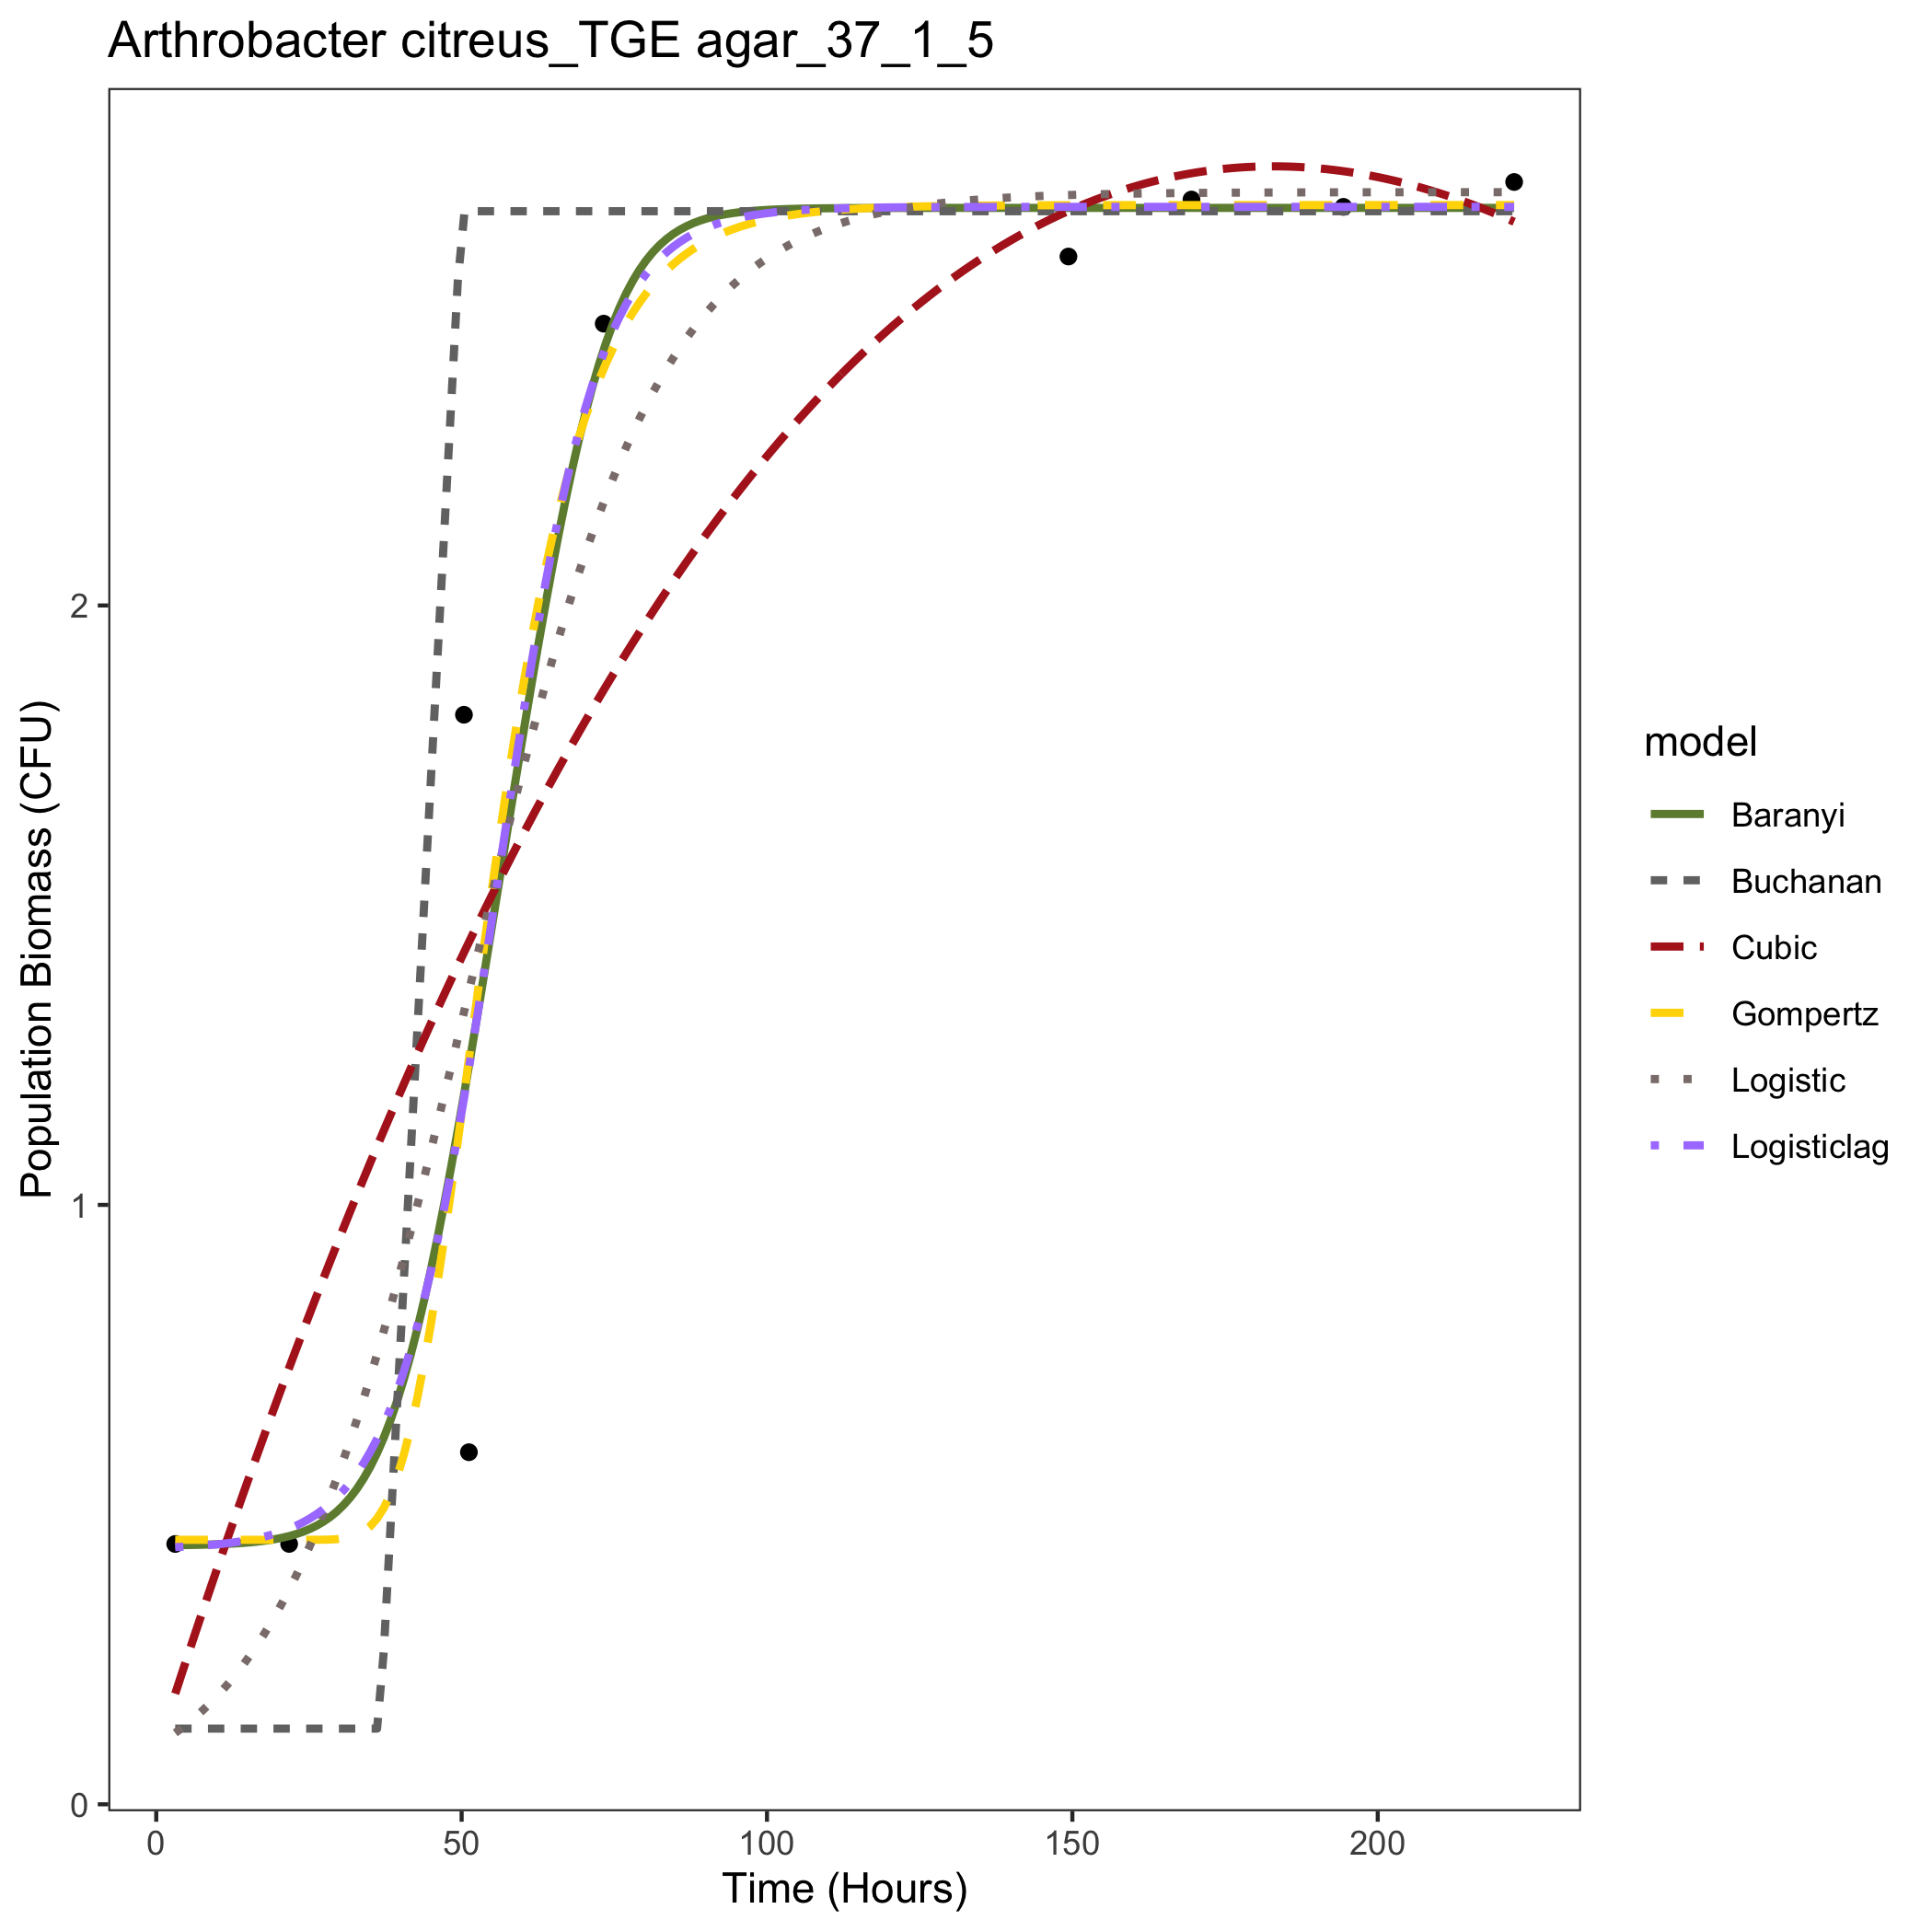 Arthrobacter citreus_TGE agar_37_1_5
Population Biomass (CFU)
2
1
0
0 50 100 150 200
Time (Hours)
model
Baranyi
Buchanan
Cubic
Gompertz
Logistic
Logisticlag